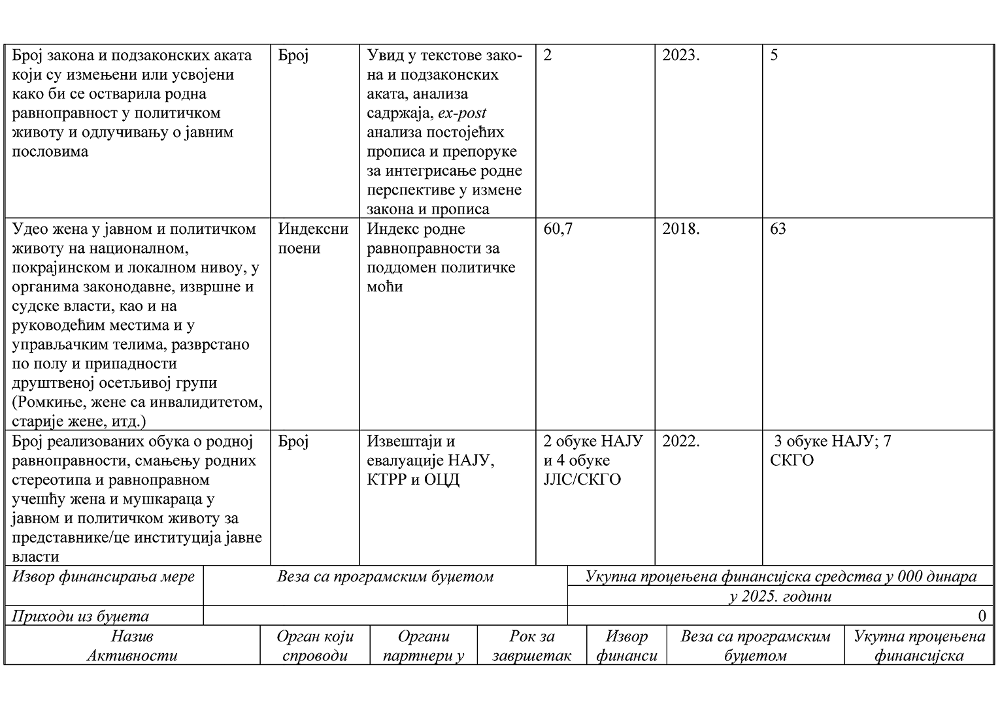 Број закона и подзаконских аката
који су измењени или усвојени
како би се остварила родна
равноправност у политичком
животу и одлучивању о јавним
пословима
Број
Увид у текстове зако-
на и подзаконских
аката, анализа
садржаја, ex-post
анализа постојећих
прописа и препоруке
за интегрисање родне
перспективе у измене
закона и прописа
2
2023.
5
Удео жена у јавном и политичком
животу на националном,
покрајинском и локалном нивоу, у
органима законодавне, извршне и
судске власти, као и на
руководећим местима и у
управљачким телима, разврстано
по полу и припадности
друштвеној осетљивој групи
(Ромкиње, жене са инвалидитетом,
старије жене, итд.)
Индексни
поени
Индекс родне
равноправности за
поддомен политичке
моћи
60,7
2018.
63
Број реализованих обука о родној
равноправности, смањењу родних
стереотипа и равноправном
учешћу жена и мушкараца у
јавном и политичком животу за
представнике/це институција јавне
власти
Број
Извештаји и
евалуације НАЈУ,
КТРР и ОЦД
2 обуке НАЈУ
и 4 обуке
ЈЛС/СКГО
2022.
3 обуке НАЈУ; 7
СКГО
Извор финансирања мере
Веза са програмским буџетом
Укупна процењена финансијска средства у 000 динара
у 2025. години
Приходи из буџета
0
Назив
Активности
Орган који
спроводи
Органи
партнери у
Рок за
завршетак
Извор
финанси
Веза са програмским
буџетом
Укупна процењена
финансијска